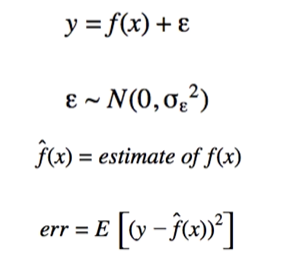 y = f(x) + ε
ε ~ N(0, σε²)
f̂(x) = estimate of f(x)
err = E [(y − f̂(x))²]